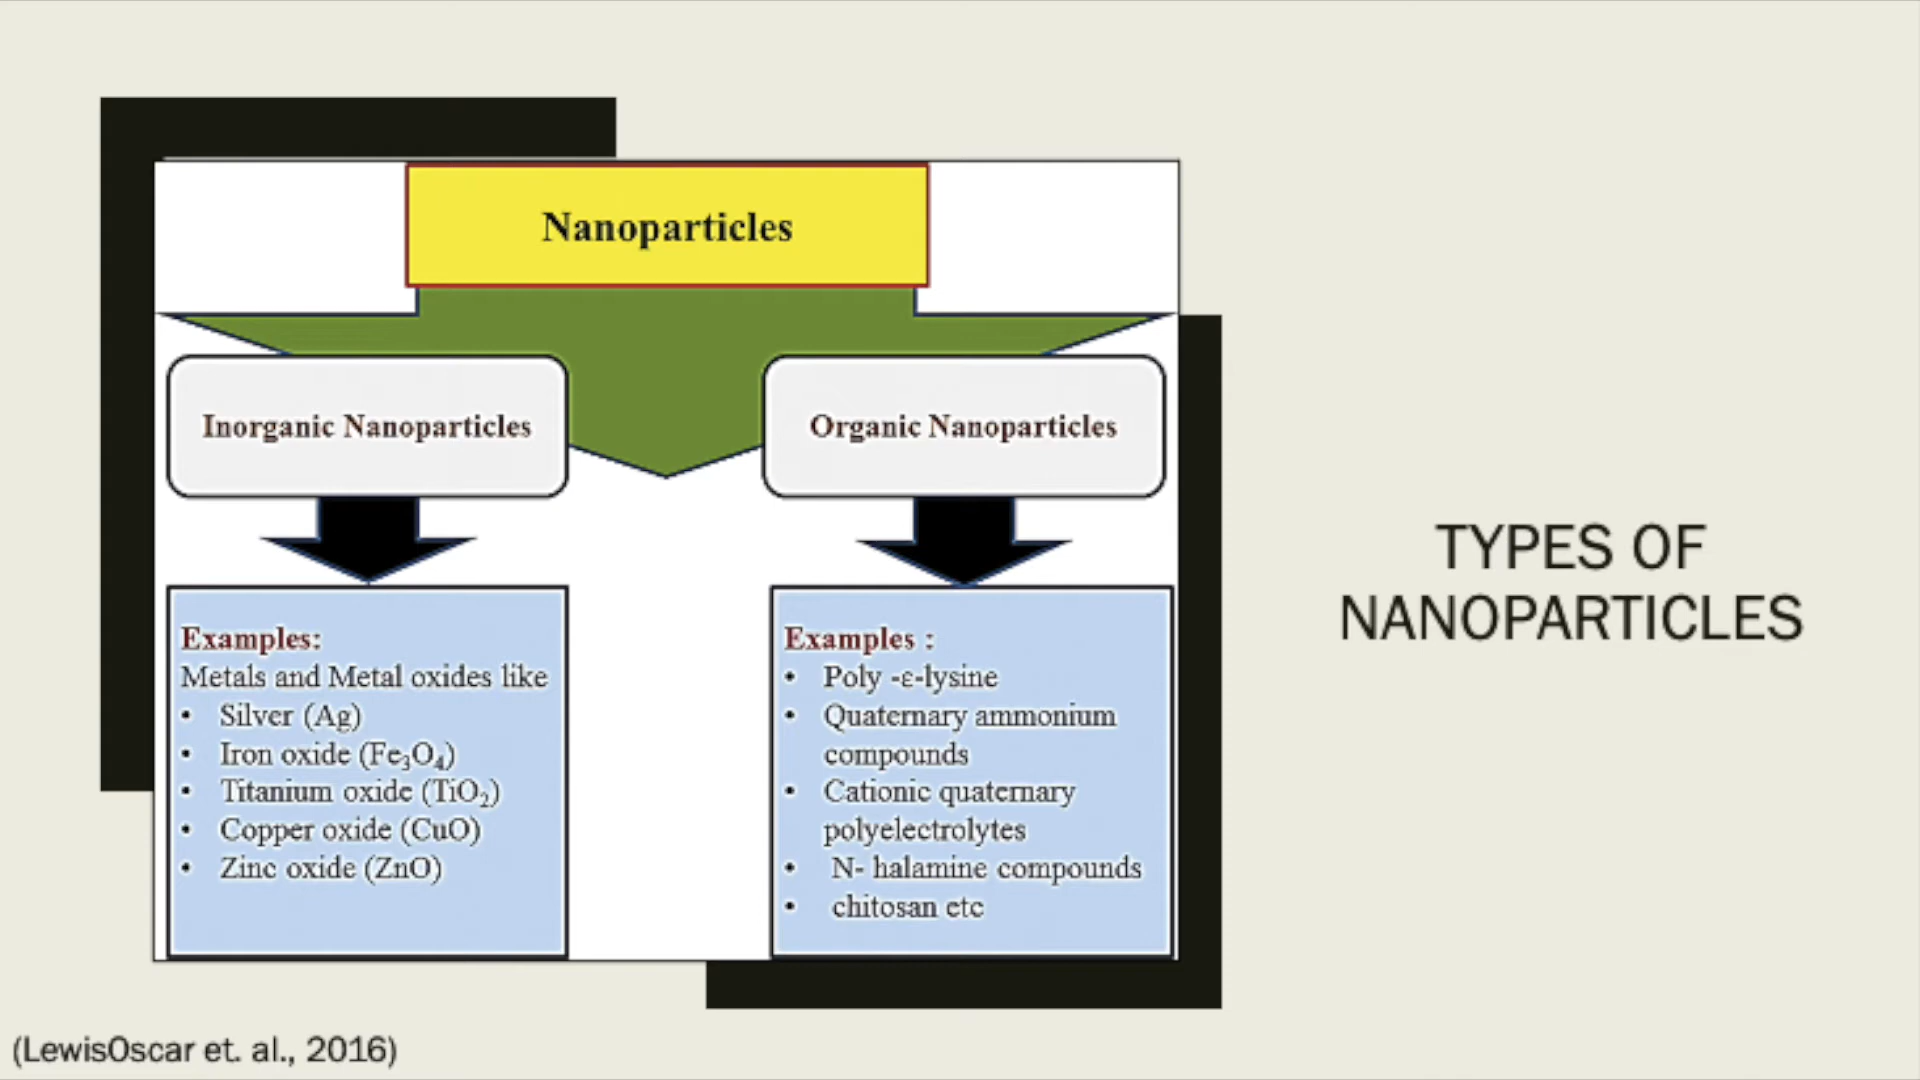 Nanoparticles
Inorganic Nanoparticles
Organic Nanoparticles
Examples:
Metals and Metal oxides like
• Silver (Ag)
• Iron oxide (Fe₃O₄)
• Titanium oxide (TiO₂)
• Copper oxide (CuO)
• Zinc oxide (ZnO)
Examples :
• Poly -ε-lysine
• Quaternary ammonium
compounds
• Cationic quaternary
polyelectrolytes
• N- halamine compounds
• chitosan etc
TYPES OF
NANOPARTICLES
(LewisOscar et. al., 2016)